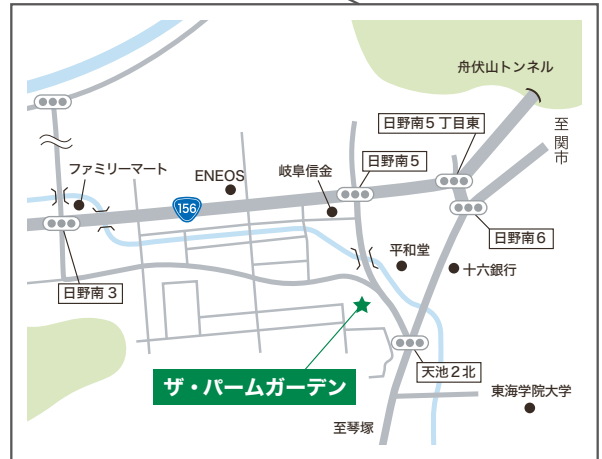 舟伏山トンネル
日野南5丁目東
至関市
日野南5
ファミリーマート
ENEOS
岐阜信金
156
日野南6
平和堂
十六銀行
日野南3
天池2北
ザ・パームガーデン
東海学院大学
至琴塚